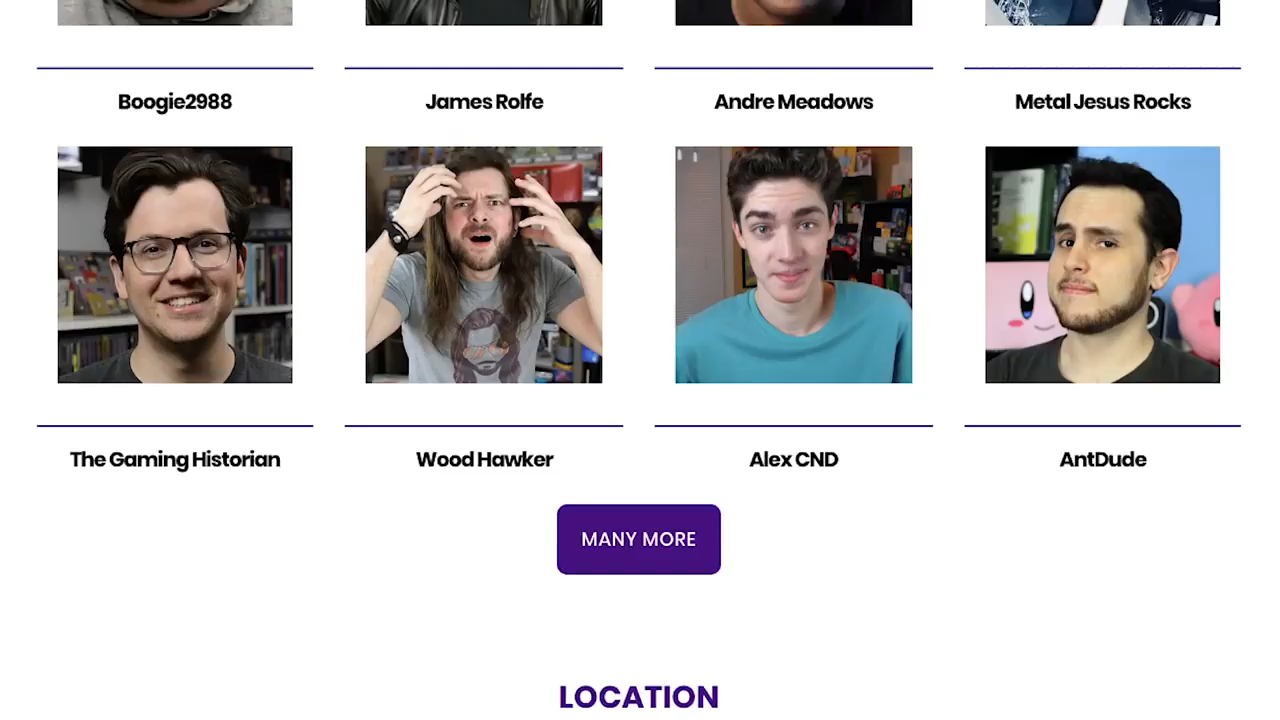 Boogie2988
James Rolfe
Andre Meadows
Metal Jesus Rocks
The Gaming Historian
Wood Hawker
Alex CND
AntDude
MANY MORE
LOCATION